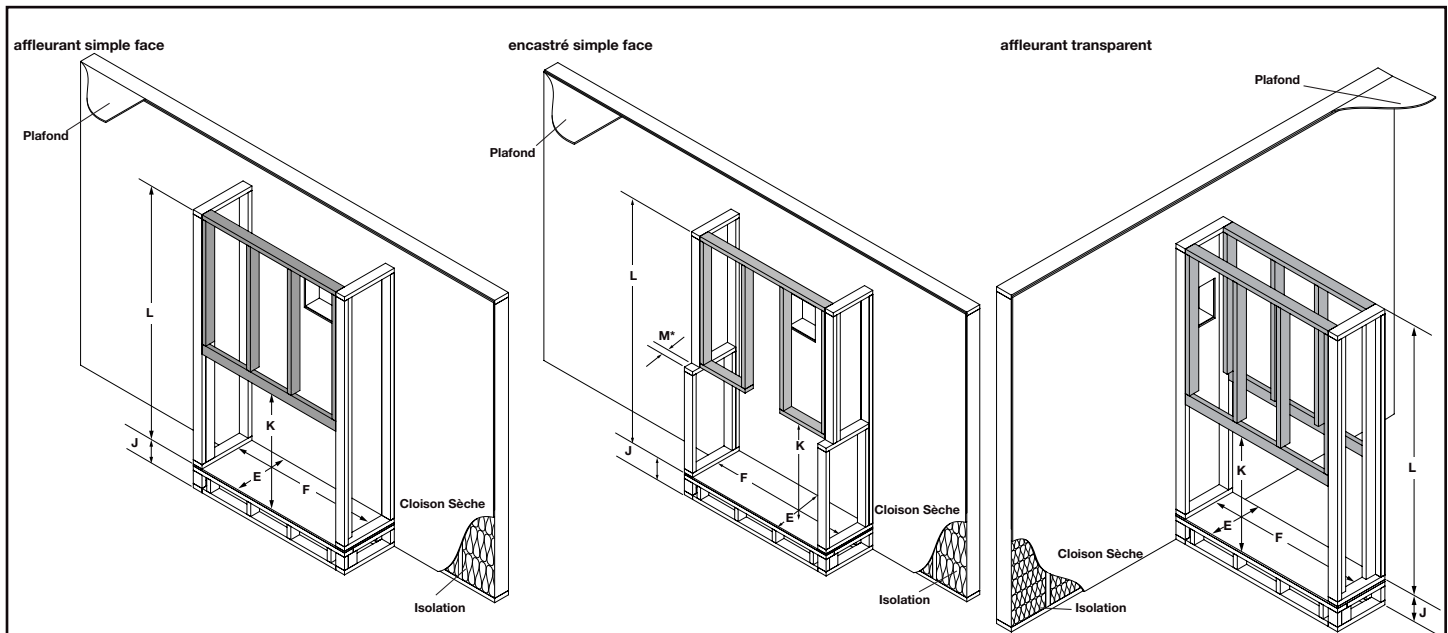 affleurant simple face
Plafond
L
J
K
E
F
Cloison Sèche
Isolation
encastré simple face
Plafond
L
M*
J
K
F
E
Cloison Sèche
Isolation
affleurant transparent
Plafond
L
K
E
F
J
Cloison Sèche
Isolation